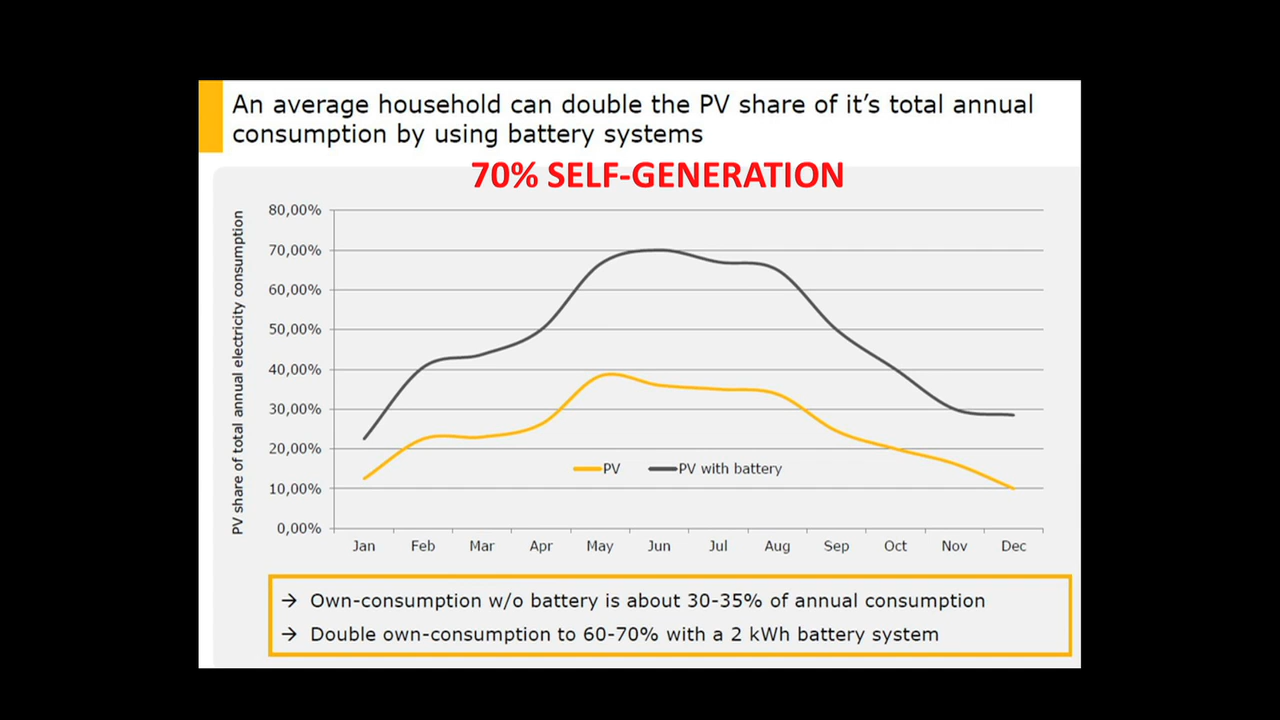 An average household can double the PV share of it's total annual
consumption by using battery systems
70% SELF-GENERATION
PV share of total annual electricity consumption
80,00%
70,00%
60,00%
50,00%
40,00%
30,00%
20,00%
10,00%
0,00%
PV
PV with battery
Jan Feb Mar Apr May Jun Jul Aug Sep Oct Nov Dec
→ Own-consumption w/o battery is about 30-35% of annual consumption
→ Double own-consumption to 60-70% with a 2 kWh battery system